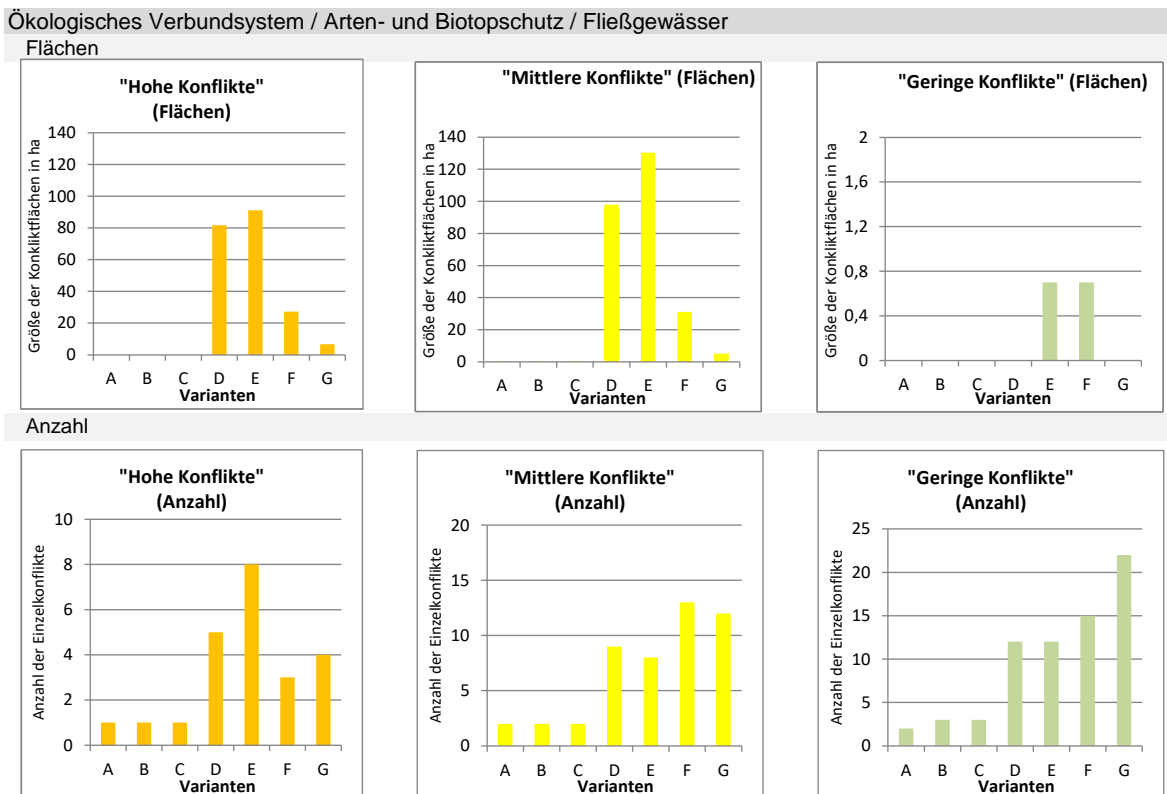 Ökologisches Verbundsystem / Arten- und Biotopschutz / Fließgewässer
Flächen
"Hohe Konflikte"
(Flächen)
Größe der Konkliktflächen in ha
140
120
100
80
60
40
20
0
A B C D E F G
Varianten
"Mittlere Konflikte" (Flächen)
Größe der Konkliktflächen in ha
140
120
100
80
60
40
20
0
A B C D E F G
Varianten
"Geringe Konflikte" (Flächen)
Größe der Konkliktflächen in ha
2
1,6
1,2
0,8
0,4
0
A B C D E F G
Varianten
Anzahl
"Hohe Konflikte"
(Anzahl)
Anzahl der Einzelkonflikte
10
8
6
4
2
0
A B C D E F G
Varianten
"Mittlere Konflikte"
(Anzahl)
Anzahl der Einzelkonflikte
20
15
10
5
0
A B C D E F G
Varianten
"Geringe Konflikte"
(Anzahl)
Anzahl der Einzelkonflikte
25
20
15
10
5
0
A B C D E F G
Varianten